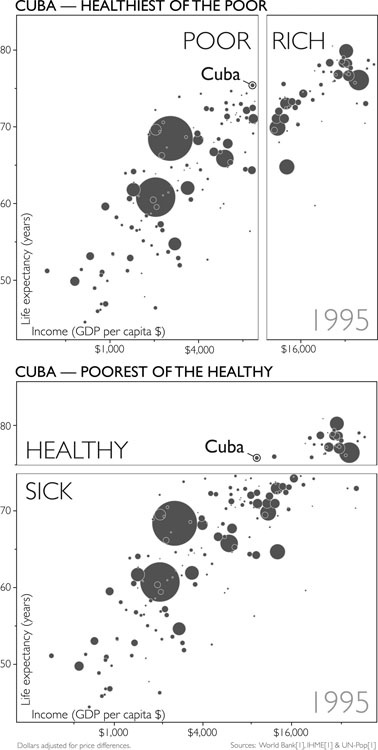 CUBA — HEALTHIEST OF THE POOR
80
POOR
RICH
Cuba
70
60
50
Life expectancy (years)
Income (GDP per capita $)
1995
$1,000
$4,000
$16,000
CUBA — POOREST OF THE HEALTHY
80
HEALTHY
Cuba
SICK
70
60
50
Life expectancy (years)
Income (GDP per capita $)
1995
$1,000
$4,000
$16,000
Dollars adjusted for price differences.
Sources: World Bank[1], IHME[1] & UN-Pop[1]